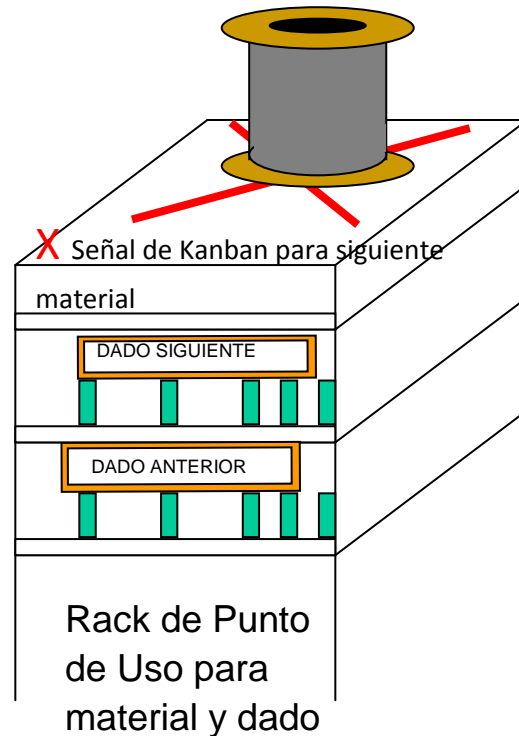 X Señal de Kanban para siguiente
material
DADO SIGUIENTE
DADO ANTERIOR
Rack de Punto
de Uso para
material y dado